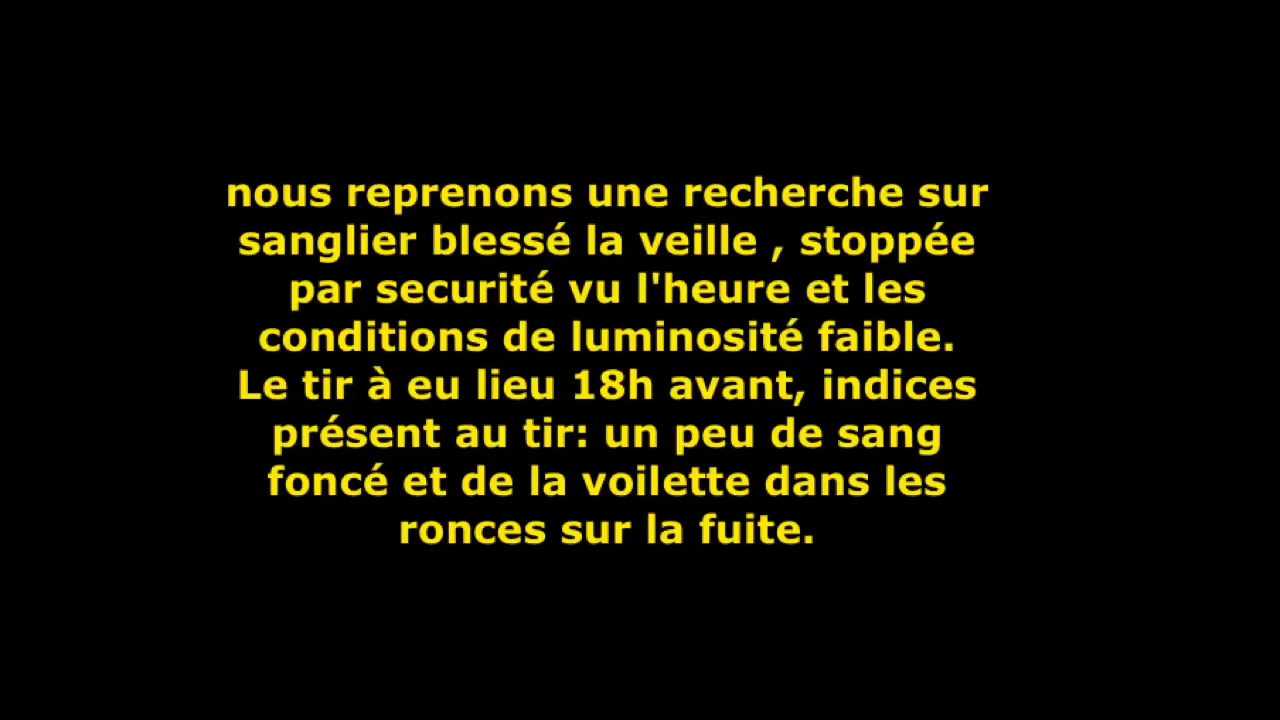 nous reprenons une recherche sur
sanglier blessé la veille , stoppée
par securité vu l'heure et les
conditions de luminosité faible.
Le tir à eu lieu 18h avant, indices
présent au tir: un peu de sang
foncé et de la voilette dans les
ronces sur la fuite.